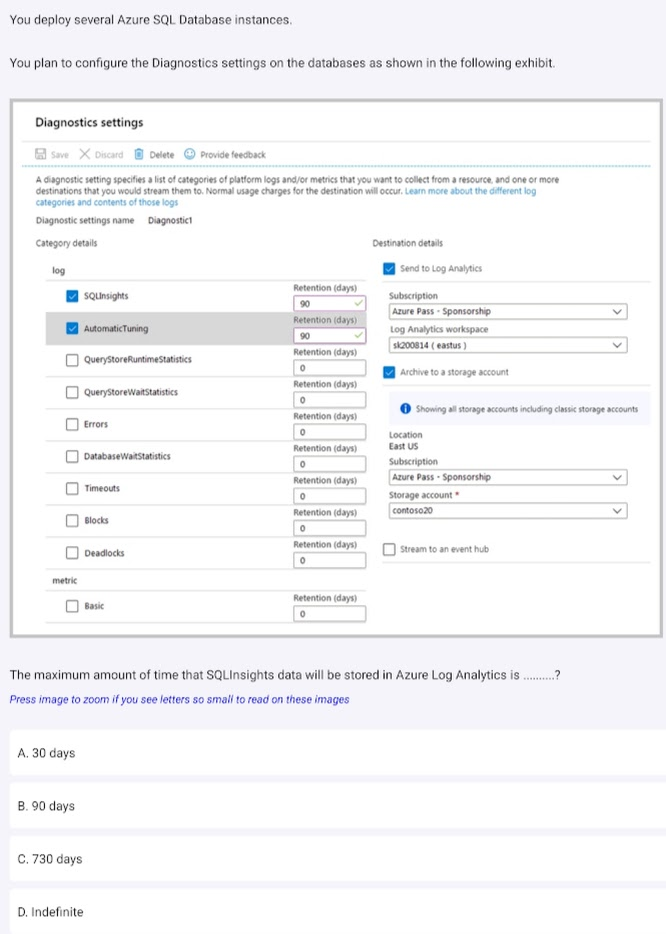 You deploy several Azure SQL Database instances.
You plan to configure the Diagnostics settings on the databases as shown in the following exhibit.
Diagnostics settings
Save Discard Delete Provide feedback
A diagnostic setting specifies a list of categories of platform logs and/or metrics that you want to collect from a resource, and one or more
destinations that you would stream them to. Normal usage charges for the destination will occur. Learn more about the different log
categories and contents of those logs
Diagnostic settings name Diagnostic1
Category details
Destination details
log
Send to Log Analytics
Retention (days)
SQLInsights
90
Subscription
Azure Pass - Sponsorship
Retention (days)
AutomaticTuning
90
Log Analytics workspace
sk200814 ( eastus )
Retention (days)
QueryStoreRuntimeStatistics
0
Archive to a storage account
Retention (days)
QueryStoreWaitStatistics
0
Showing all storage accounts including classic storage accounts
Retention (days)
Errors
0
Location
East US
Retention (days)
DatabaseWaitStatistics
0
Subscription
Azure Pass - Sponsorship
Retention (days)
Timeouts
0
Storage account *
contoso20
Retention (days)
Blocks
0
Retention (days)
Deadlocks
0
Stream to an event hub
metric
Retention (days)
Basic
0
The maximum amount of time that SQLInsights data will be stored in Azure Log Analytics is ..........?
Press image to zoom if you see letters so small to read on these images
A. 30 days
B. 90 days
C. 730 days
D. Indefinite